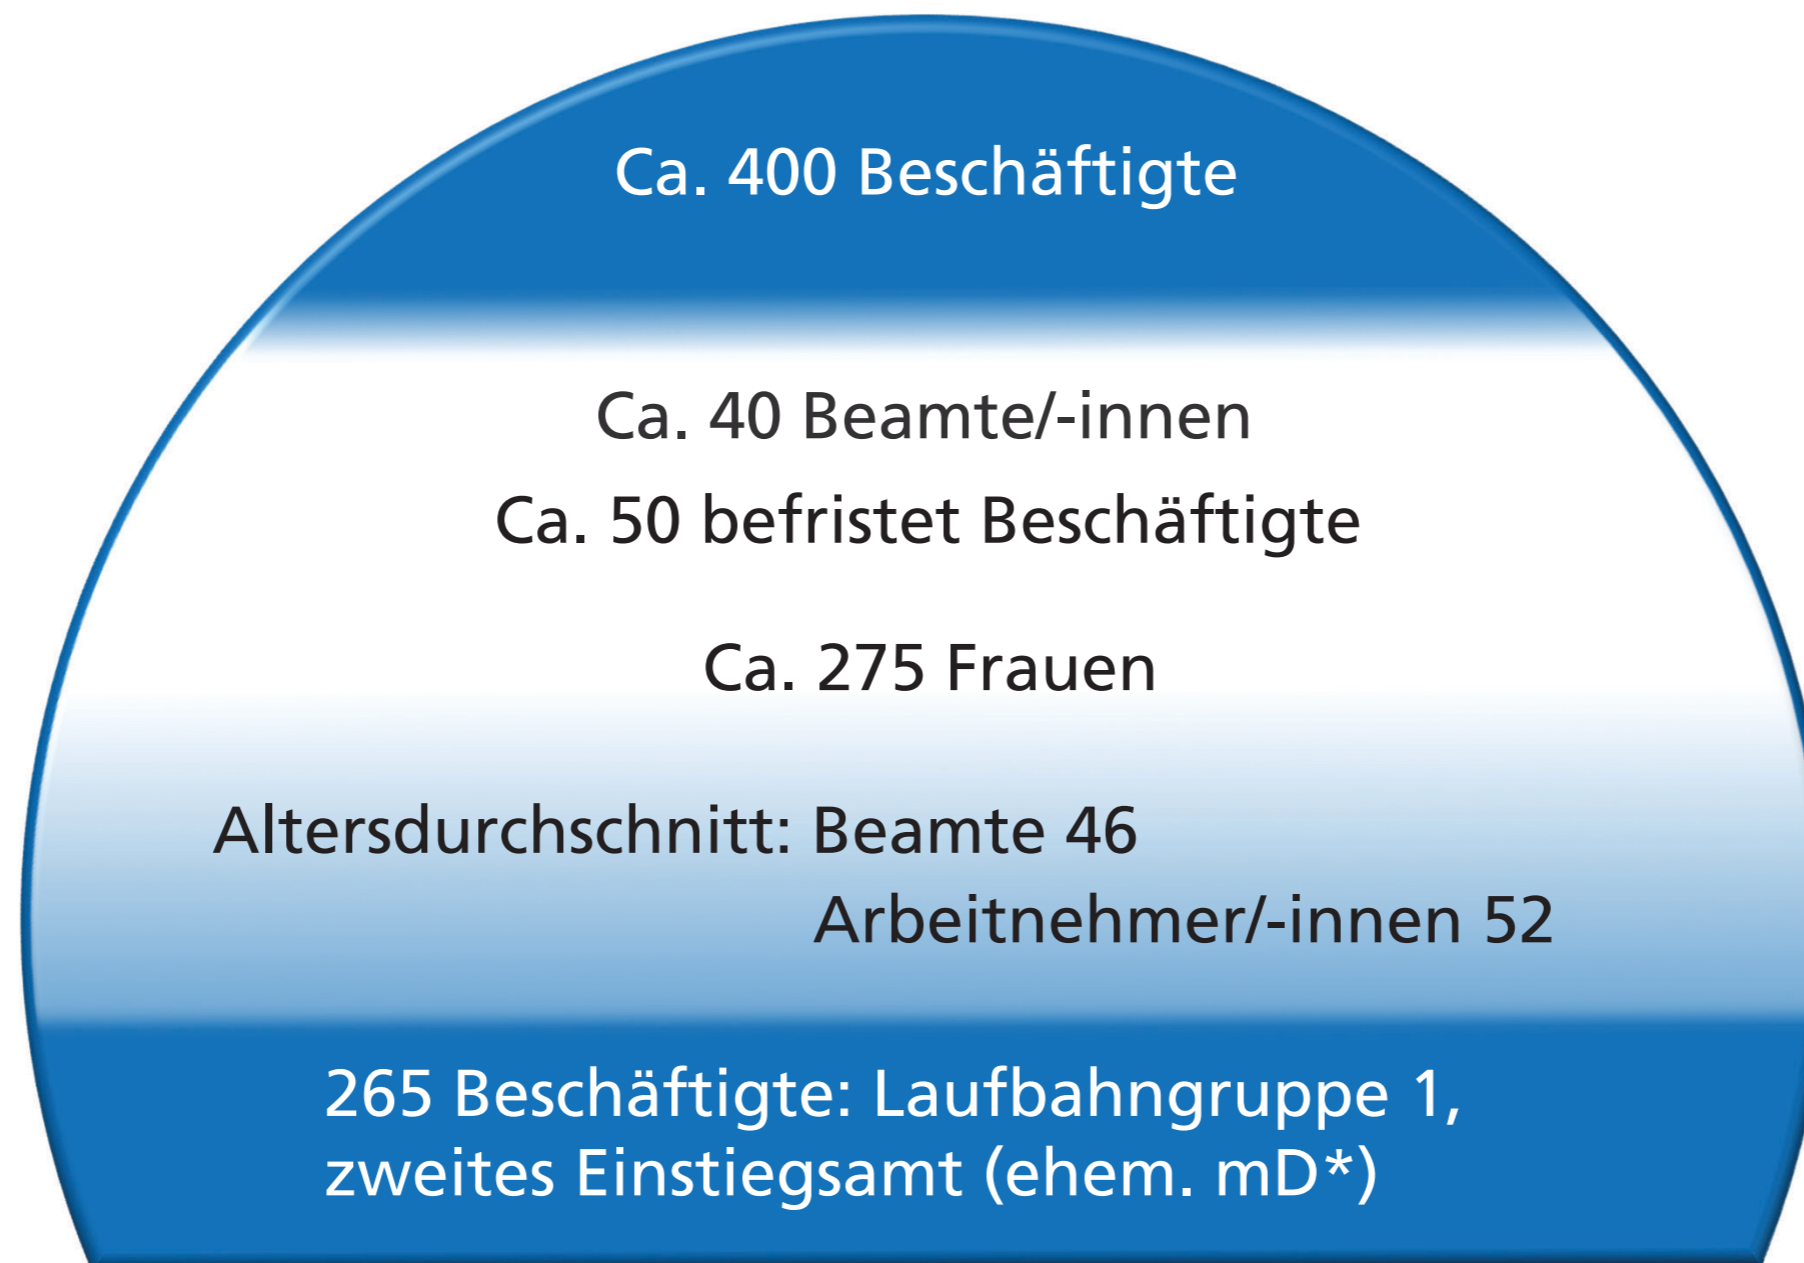 Ca. 400 Beschäftigte
Ca. 40 Beamte/-innen
Ca. 50 befristet Beschäftigte
Ca. 275 Frauen
Altersdurchschnitt: Beamte 46
Arbeitnehmer/-innen 52
265 Beschäftigte: Laufbahngruppe 1,
zweites Einstiegsamt (ehem. mD*)